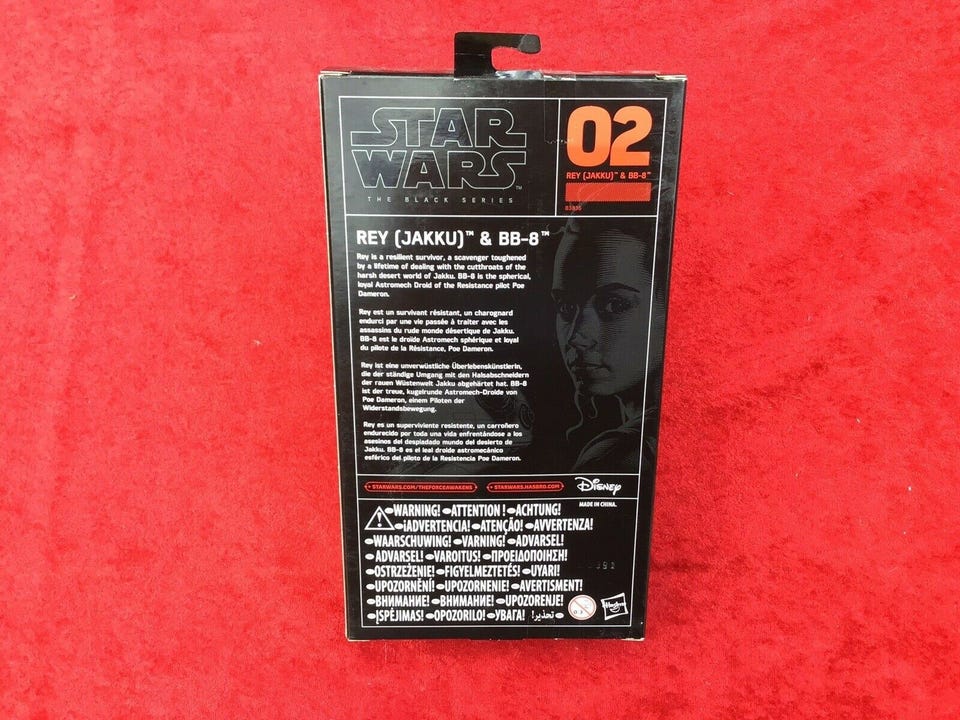 STAR
WARS™
THE BLACK SERIES
02
REY (JAKKU)™ & BB-8™
REY (JAKKU)™ & BB-8™
Rey is a resilient survivor, a scavenger toughened
by a lifetime of dealing with the cutthroats of the
harsh desert world of Jakku. BB-8 is the spherical,
loyal Astromech Droid of the Resistance pilot Poe
Dameron.
Rey est un survivant résistant, un charognard
endurci par une vie passée à traiter avec les
assassins du rude monde désertique de Jakku.
BB-8 est le droïde Astromech sphérique et loyal
du pilote de la Résistance, Poe Dameron.
Rey ist eine unverwüstliche Überlebenskünstlerin,
die der ständige Umgang mit den Halsabschneidern
der rauen Wüstenwelt Jakku abgehärtet hat. BB-8
ist der treue, kugelrunde Astromech-Droide von
Poe Dameron, einem Piloten der
Widerstandsbewegung.
Rey es un superviviente resistente, un carroñero
endurecido por toda una vida enfrentándose a los
asesinos del despiadado mundo del desierto de
Jakku. BB-8 es el leal droide astromecánico
esférico del piloto de la Resistencia Poe Dameron.
STARWARS.COM/THEFORCEAWAKENS STARWARS.HASBRO.COM Disney
MADE IN CHINA.
WARNING! ATTENTION ! ACHTUNG!
¡ADVERTENCIA! ATENÇÃO! AVVERTENZA!
WAARSCHUWING! VARNING! ADVARSEL!
ADVARSEL! VAROITUS! ΠΡΟΕΙΔΟΠΟΙΗΣΗ!
OSTRZEŻENIE! FIGYELMEZTETÉS! UYARI!
UPOZORNĚNÍ! UPOZORNENIE! AVERTISMENT!
ВНИМАНИЕ! ВНИМАНИЕ! UPOZORENJE!
ĮSPĖJIMAS! OPOZORILO! УВАГА! تحذير!
0-3
Hasbro